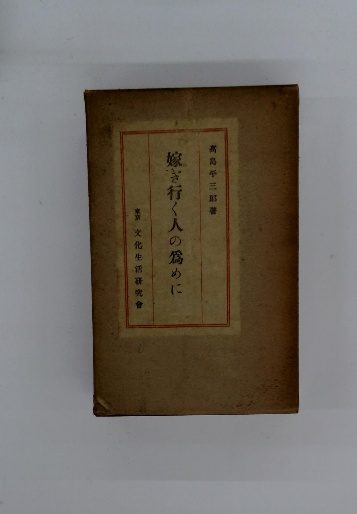 高島平三郎著
嫁ぎ行く人の為めに
東京 文化生活研究會